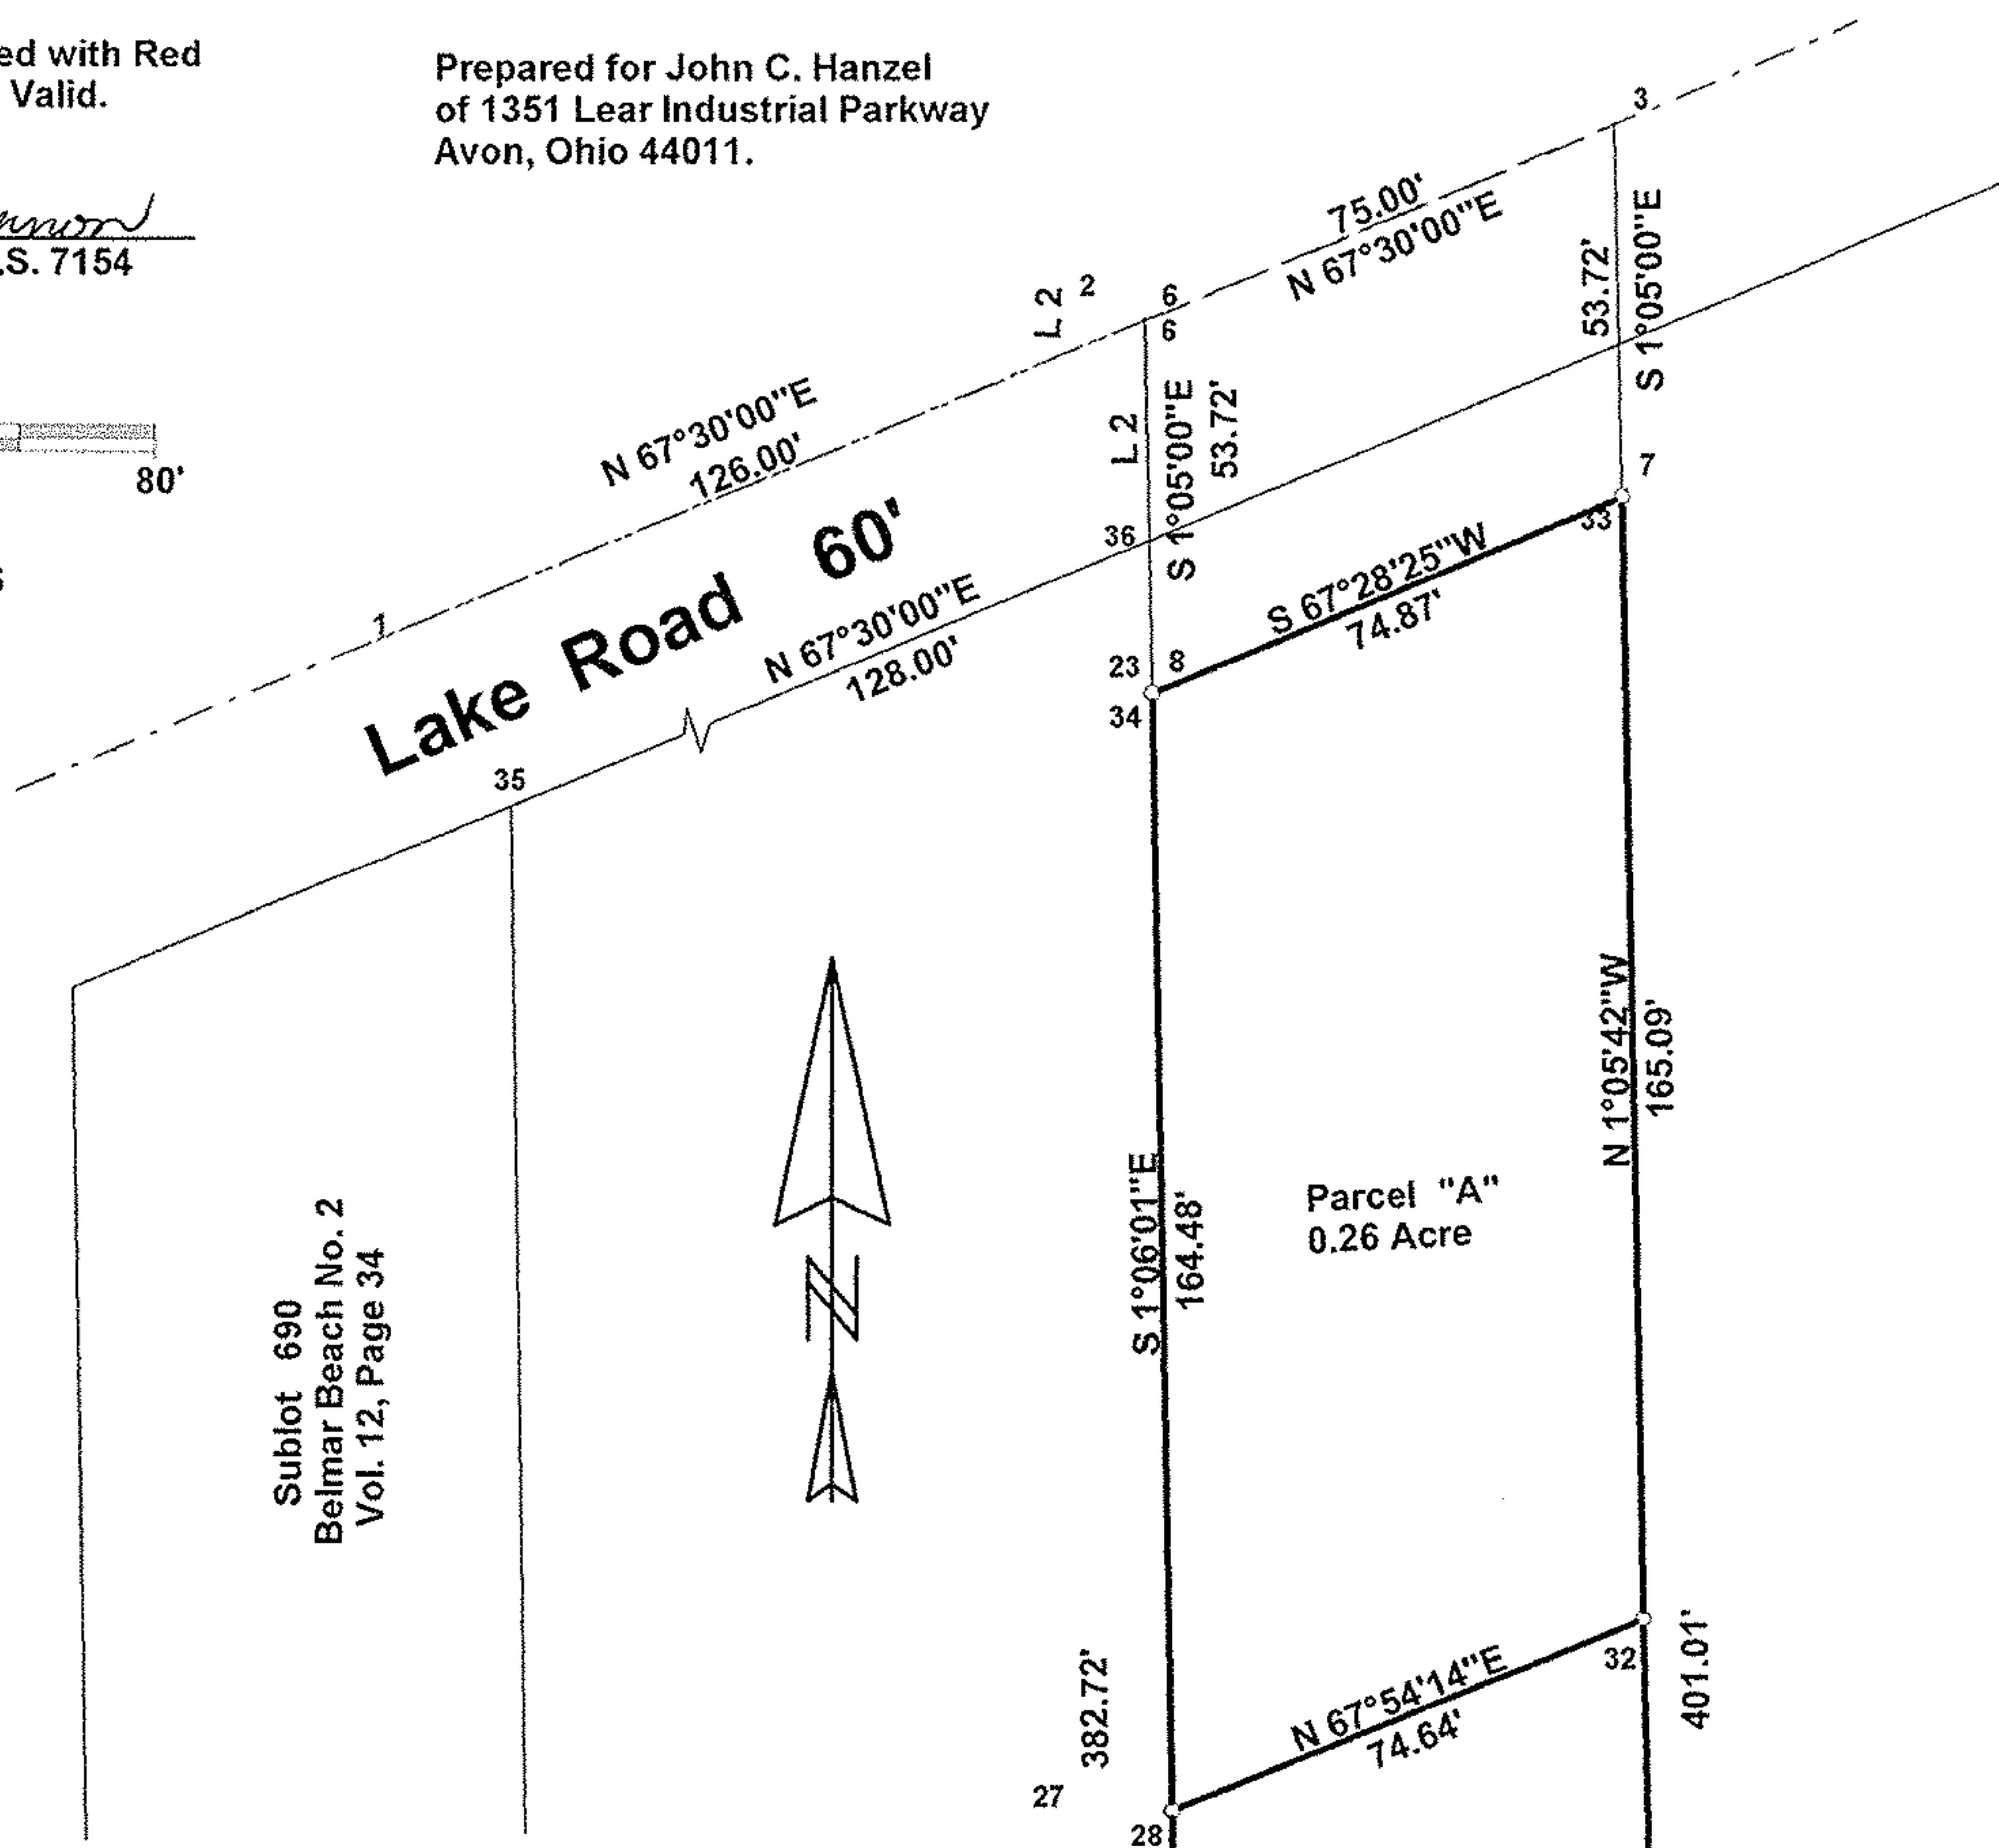 ed with Red
Valid.
.S. 7154
80'
Prepared for John C. Hanzel
of 1351 Lear Industrial Parkway
Avon, Ohio 44011.
3
75.00'
N 67°30'00"E
53.72'
S 1°05'00"E
L 2
2
6
6
N 67°30'00"E
126.00'
L 2
S 1°05'00"E
53.72'
7
36
33
Lake Road 60'
1
S 67°28'25"W
74.87'
N 67°30'00"E
128.00'
23
8
34
35
N 1°05'42"W
165.09'
S 1°06'01"E
164.48'
Parcel "A"
0.26 Acre
N
Sublot 690
Belmar Beach No. 2
Vol. 12, Page 34
382.72'
N 67°54'14"E
74.64'
32
401.01'
27
28